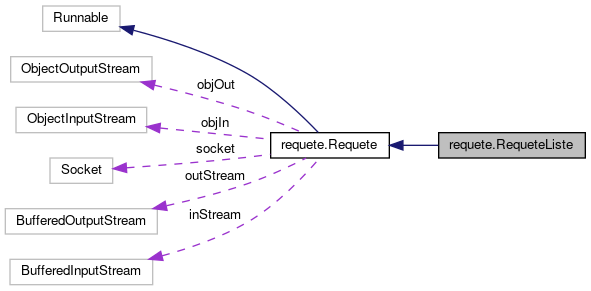 Runnable
ObjectOutputStream
objOut
ObjectInputStream
objIn
requete.Requete
requete.RequeteListe
socket
Socket
outStream
BufferedOutputStream
inStream
BufferedInputStream